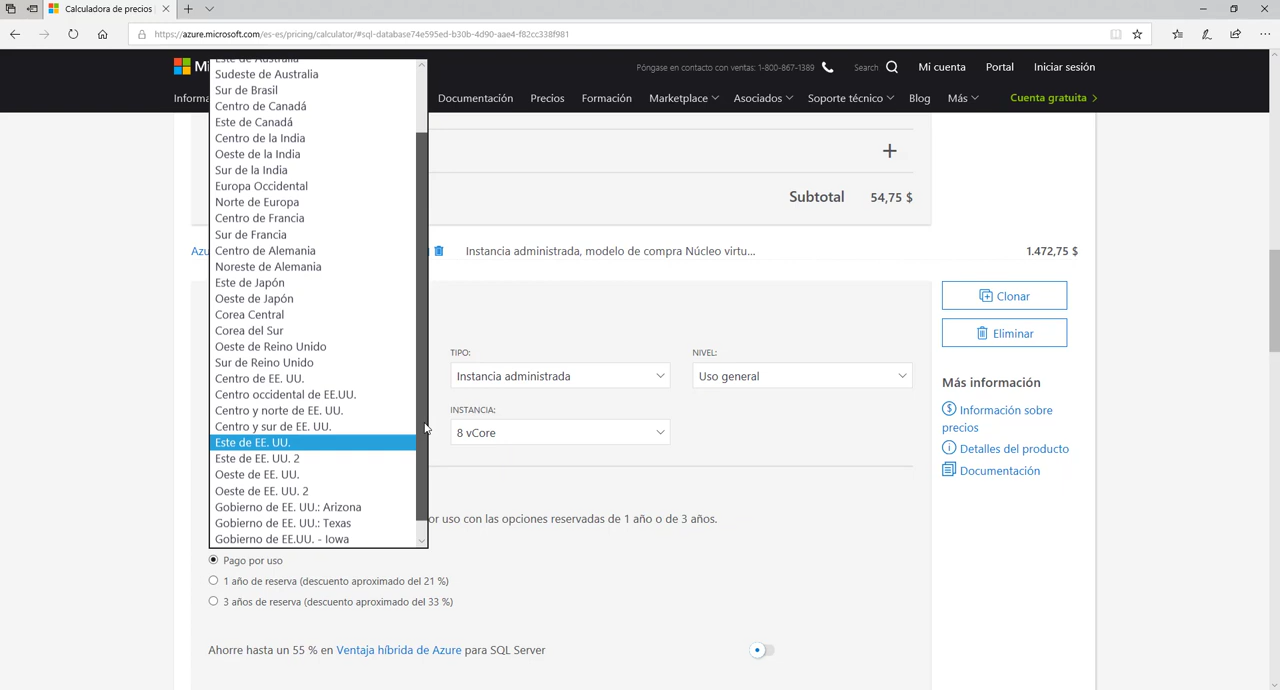 Calculadora de precios
https://azure.microsoft.com/es-es/pricing/calculator/#sql-database74e595ed-b30b-4d90-aae4-f82cc338f981
Póngase en contacto con ventas: 1-800-867-1389
Search
Mi cuenta
Portal
Iniciar sesión
Documentación
Precios
Formación
Marketplace
Asociados
Soporte técnico
Blog
Más
Cuenta gratuita
Este de Australia
Sudeste de Australia
Sur de Brasil
Centro de Canadá
Este de Canadá
Centro de la India
Oeste de la India
Sur de la India
Europa Occidental
Norte de Europa
Centro de Francia
Sur de Francia
Centro de Alemania
Noreste de Alemania
Este de Japón
Oeste de Japón
Corea Central
Corea del Sur
Oeste de Reino Unido
Sur de Reino Unido
Centro de EE. UU.
Centro occidental de EE.UU.
Centro y norte de EE. UU.
Centro y sur de EE. UU.
Este de EE. UU.
Este de EE. UU. 2
Oeste de EE. UU.
Oeste de EE. UU. 2
Gobierno de EE. UU.: Arizona
Gobierno de EE. UU.: Texas
Gobierno de EE.UU. - Iowa
Subtotal 54,75 $
Instancia administrada, modelo de compra Núcleo virtu... 1.472,75 $
TIPO:
Instancia administrada
NIVEL:
Uso general
INSTANCIA:
8 vCore
or uso con las opciones reservadas de 1 año o de 3 años.
Pago por uso
1 año de reserva (descuento aproximado del 21 %)
3 años de reserva (descuento aproximado del 33 %)
Ahorre hasta un 55 % en Ventaja híbrida de Azure para SQL Server
Clonar
Eliminar
Más información
Información sobre
precios
Detalles del producto
Documentación